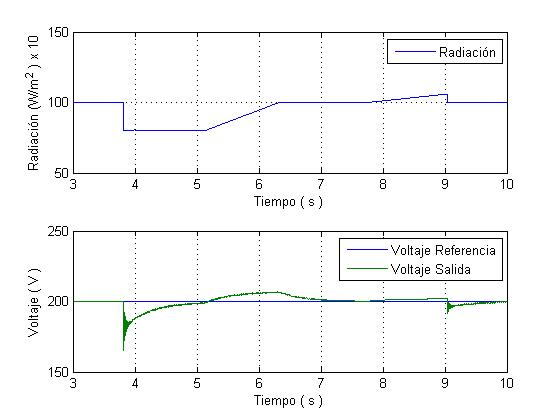 150
100
50
Radiación (W/m²) x 10
Radiación
3 4 5 6 7 8 9 10
Tiempo ( s )
250
200
150
Voltaje ( V )
Voltaje Referencia
Voltaje Salida
3 4 5 6 7 8 9 10
Tiempo ( s )